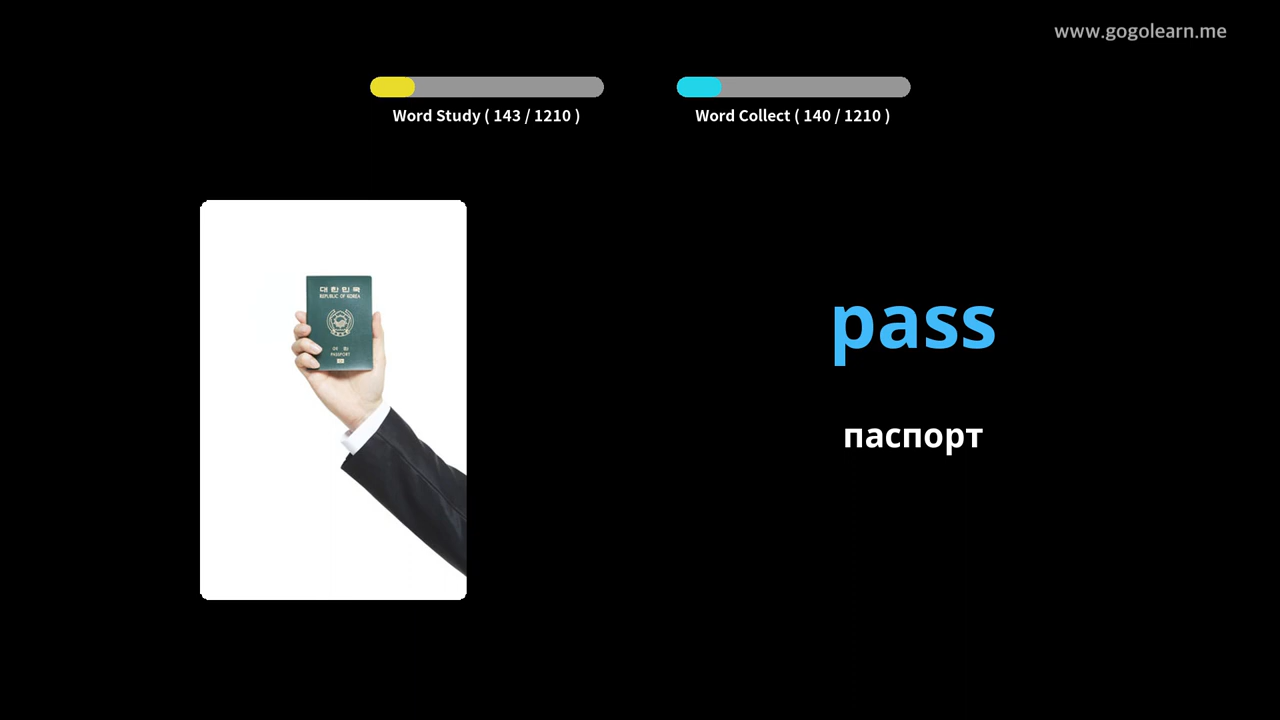 www.gogolearn.me
Word Study ( 143 / 1210 )
Word Collect ( 140 / 1210 )
대한민국
REPUBLIC OF KOREA
여 권
PASSPORT
pass
паспорт